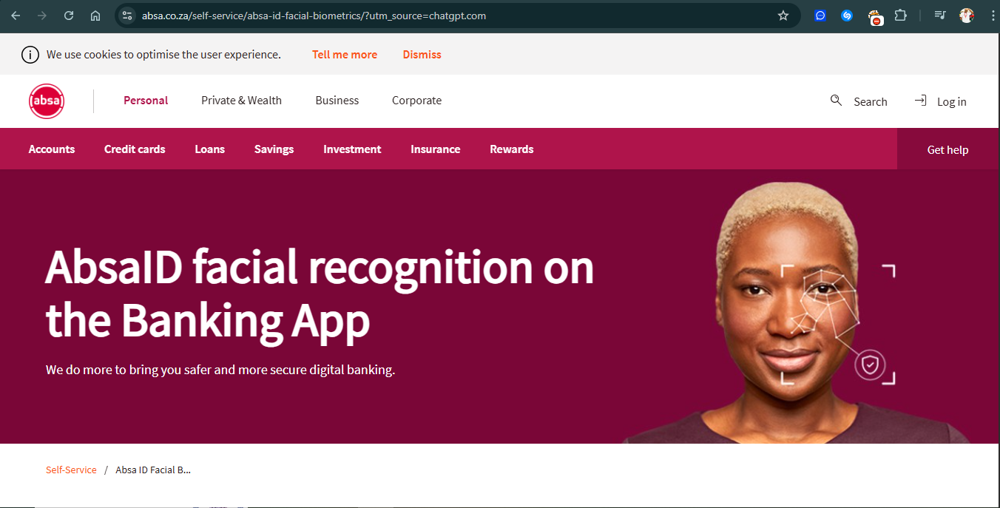 absa.co.za/self-service/absa-id-facial-biometrics/?utm_source=chatgpt.com
We use cookies to optimise the user experience. Tell me more Dismiss
absa Personal Private & Wealth Business Corporate Search Log in
Accounts Credit cards Loans Savings Investment Insurance Rewards Get help
AbsaID facial recognition on
the Banking App
We do more to bring you safer and more secure digital banking.
Self-Service / Absa ID Facial B...